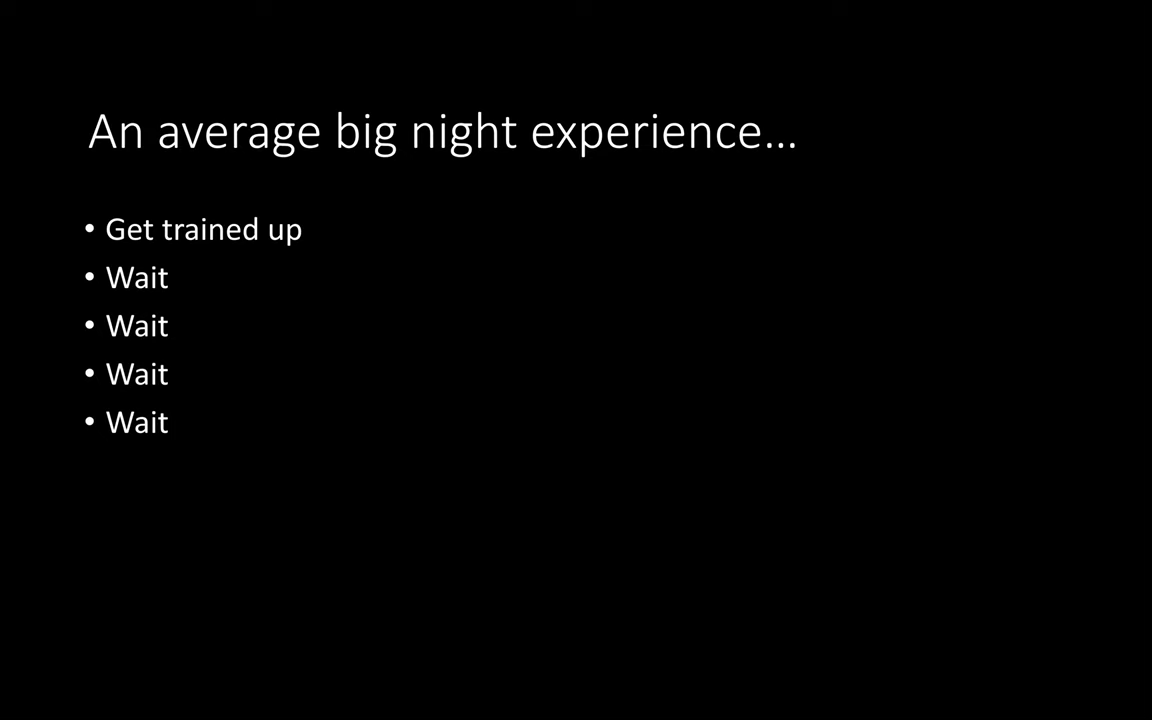 An average big night experience…
• Get trained up
• Wait
• Wait
• Wait
• Wait